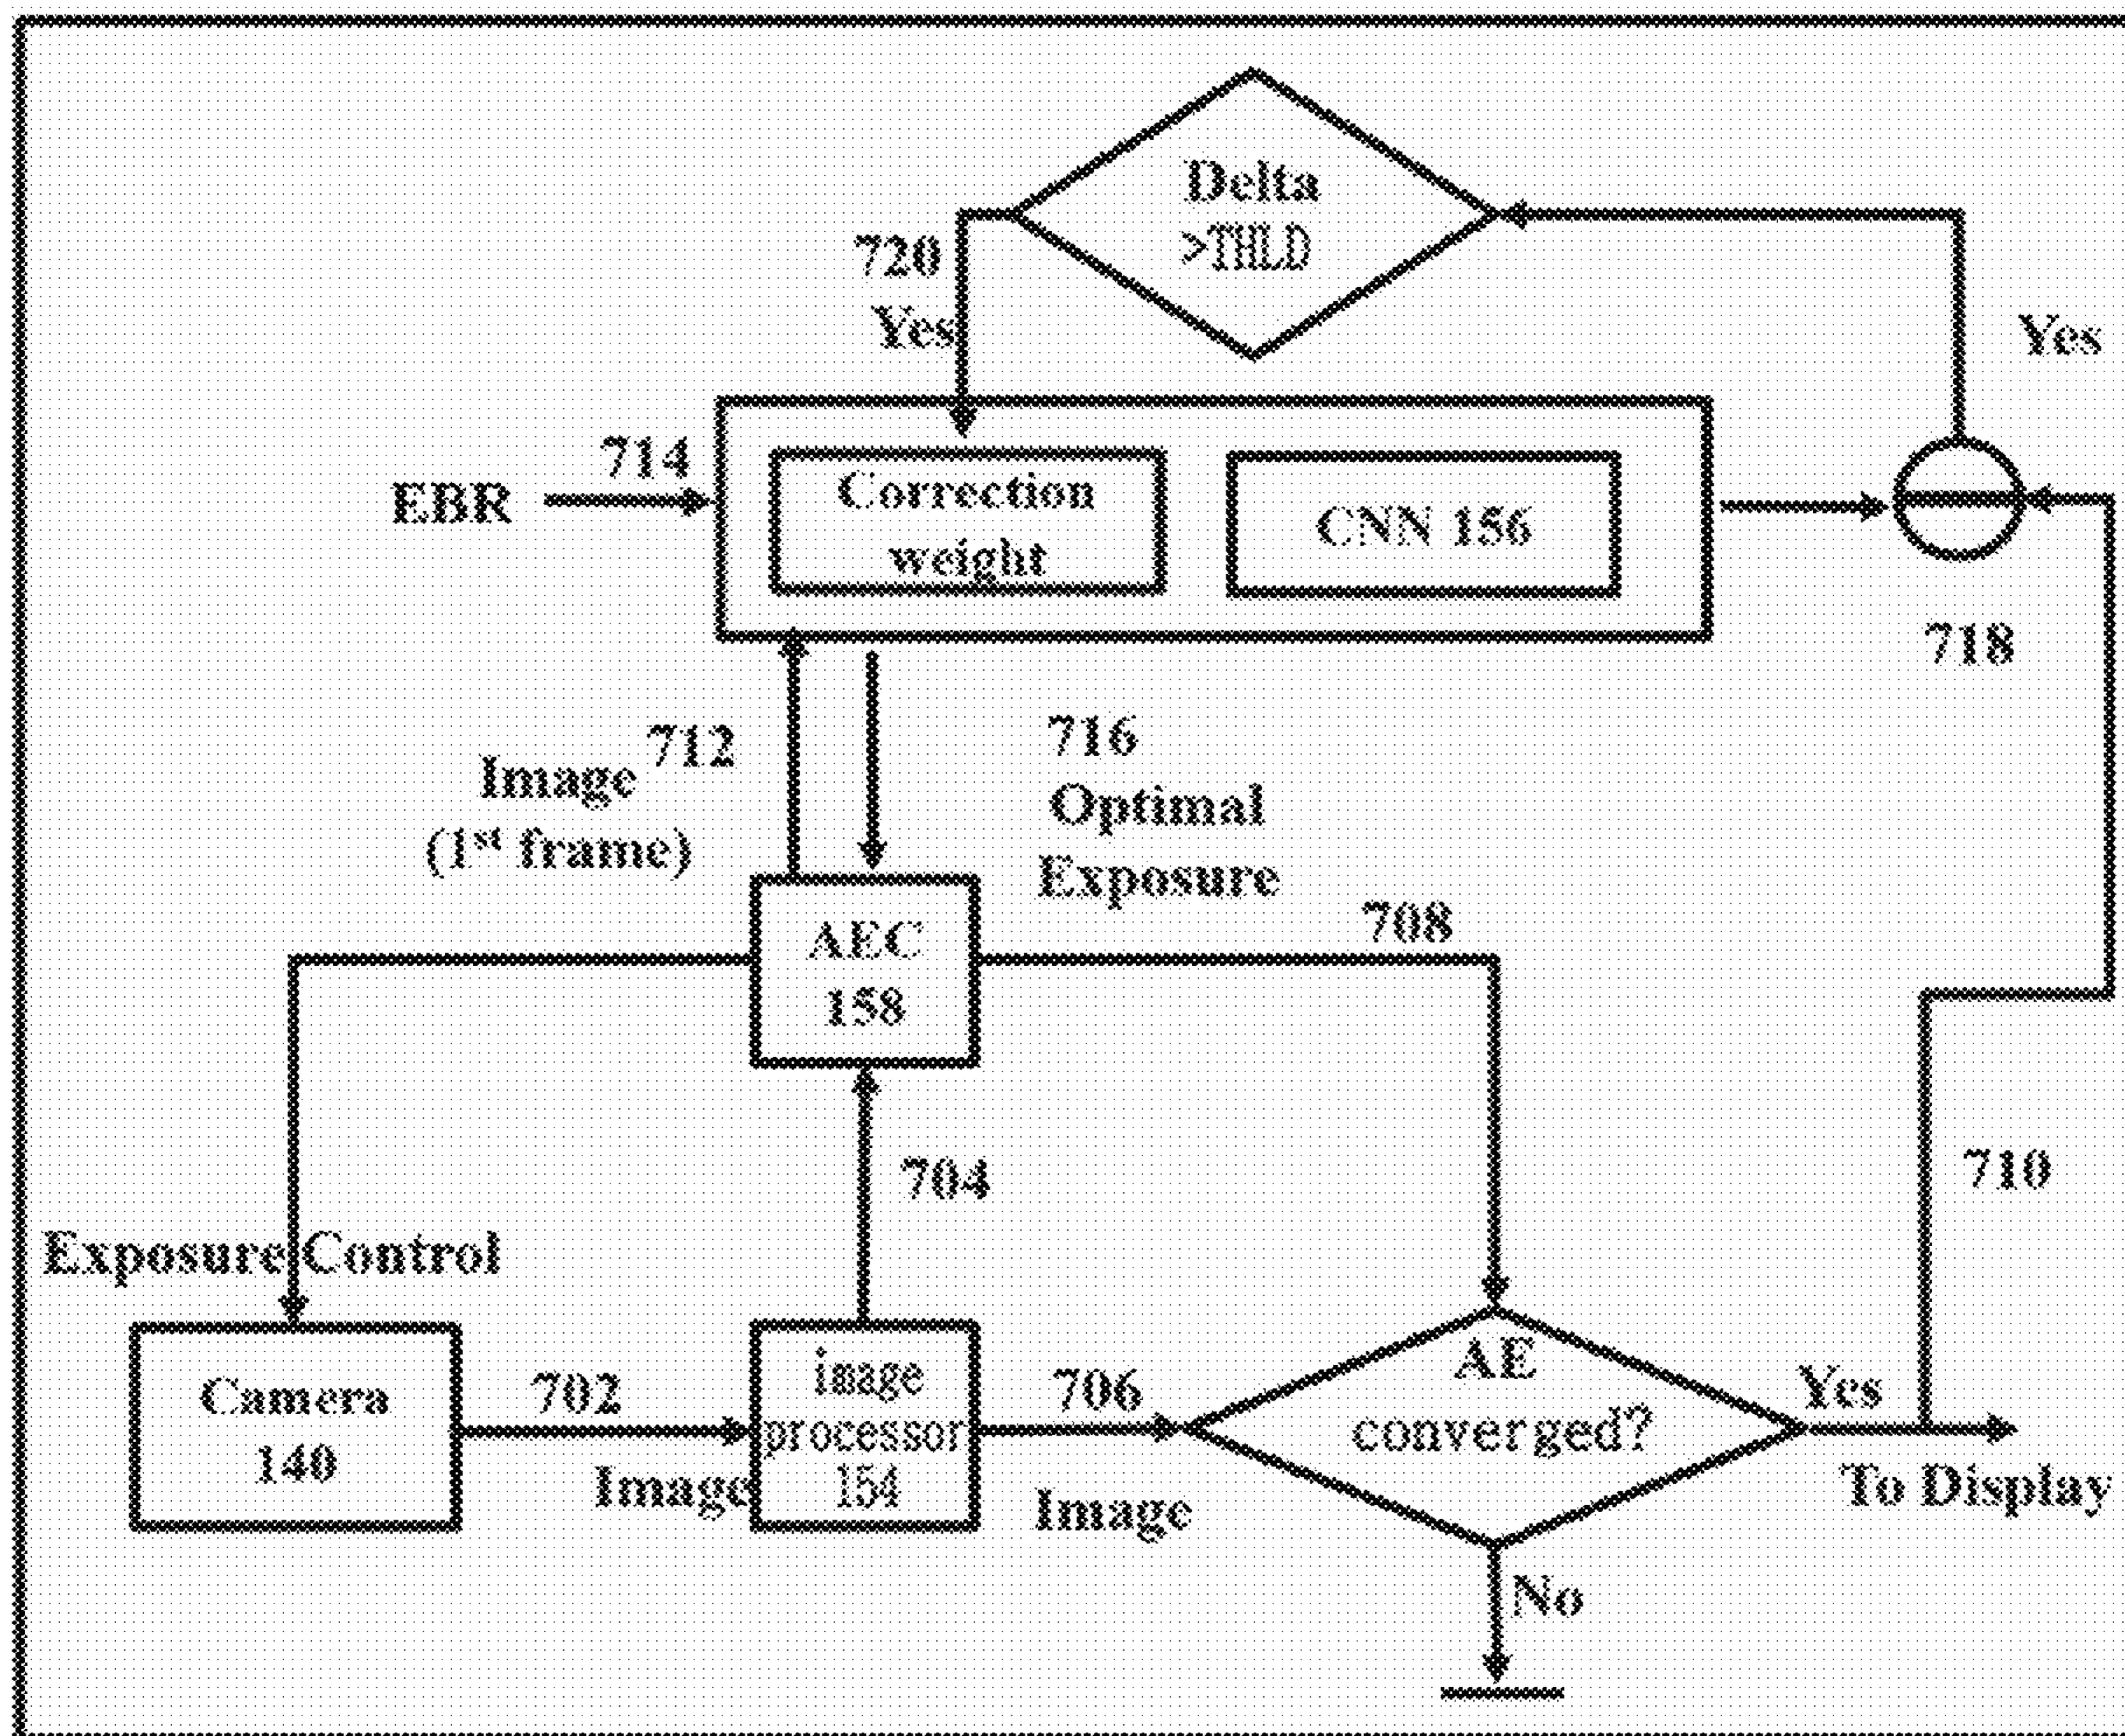 Delta
>THLD
720
Yes
Yes
714
EBR
Correction
weight
CNN 156
718
712
Image
(1st frame)
716
Optimal
Exposure
708
AEC
158
704
710
Exposure Control
Camera
140
702
Image
image
processor
154
706
Image
AE
converged?
Yes
To Display
No